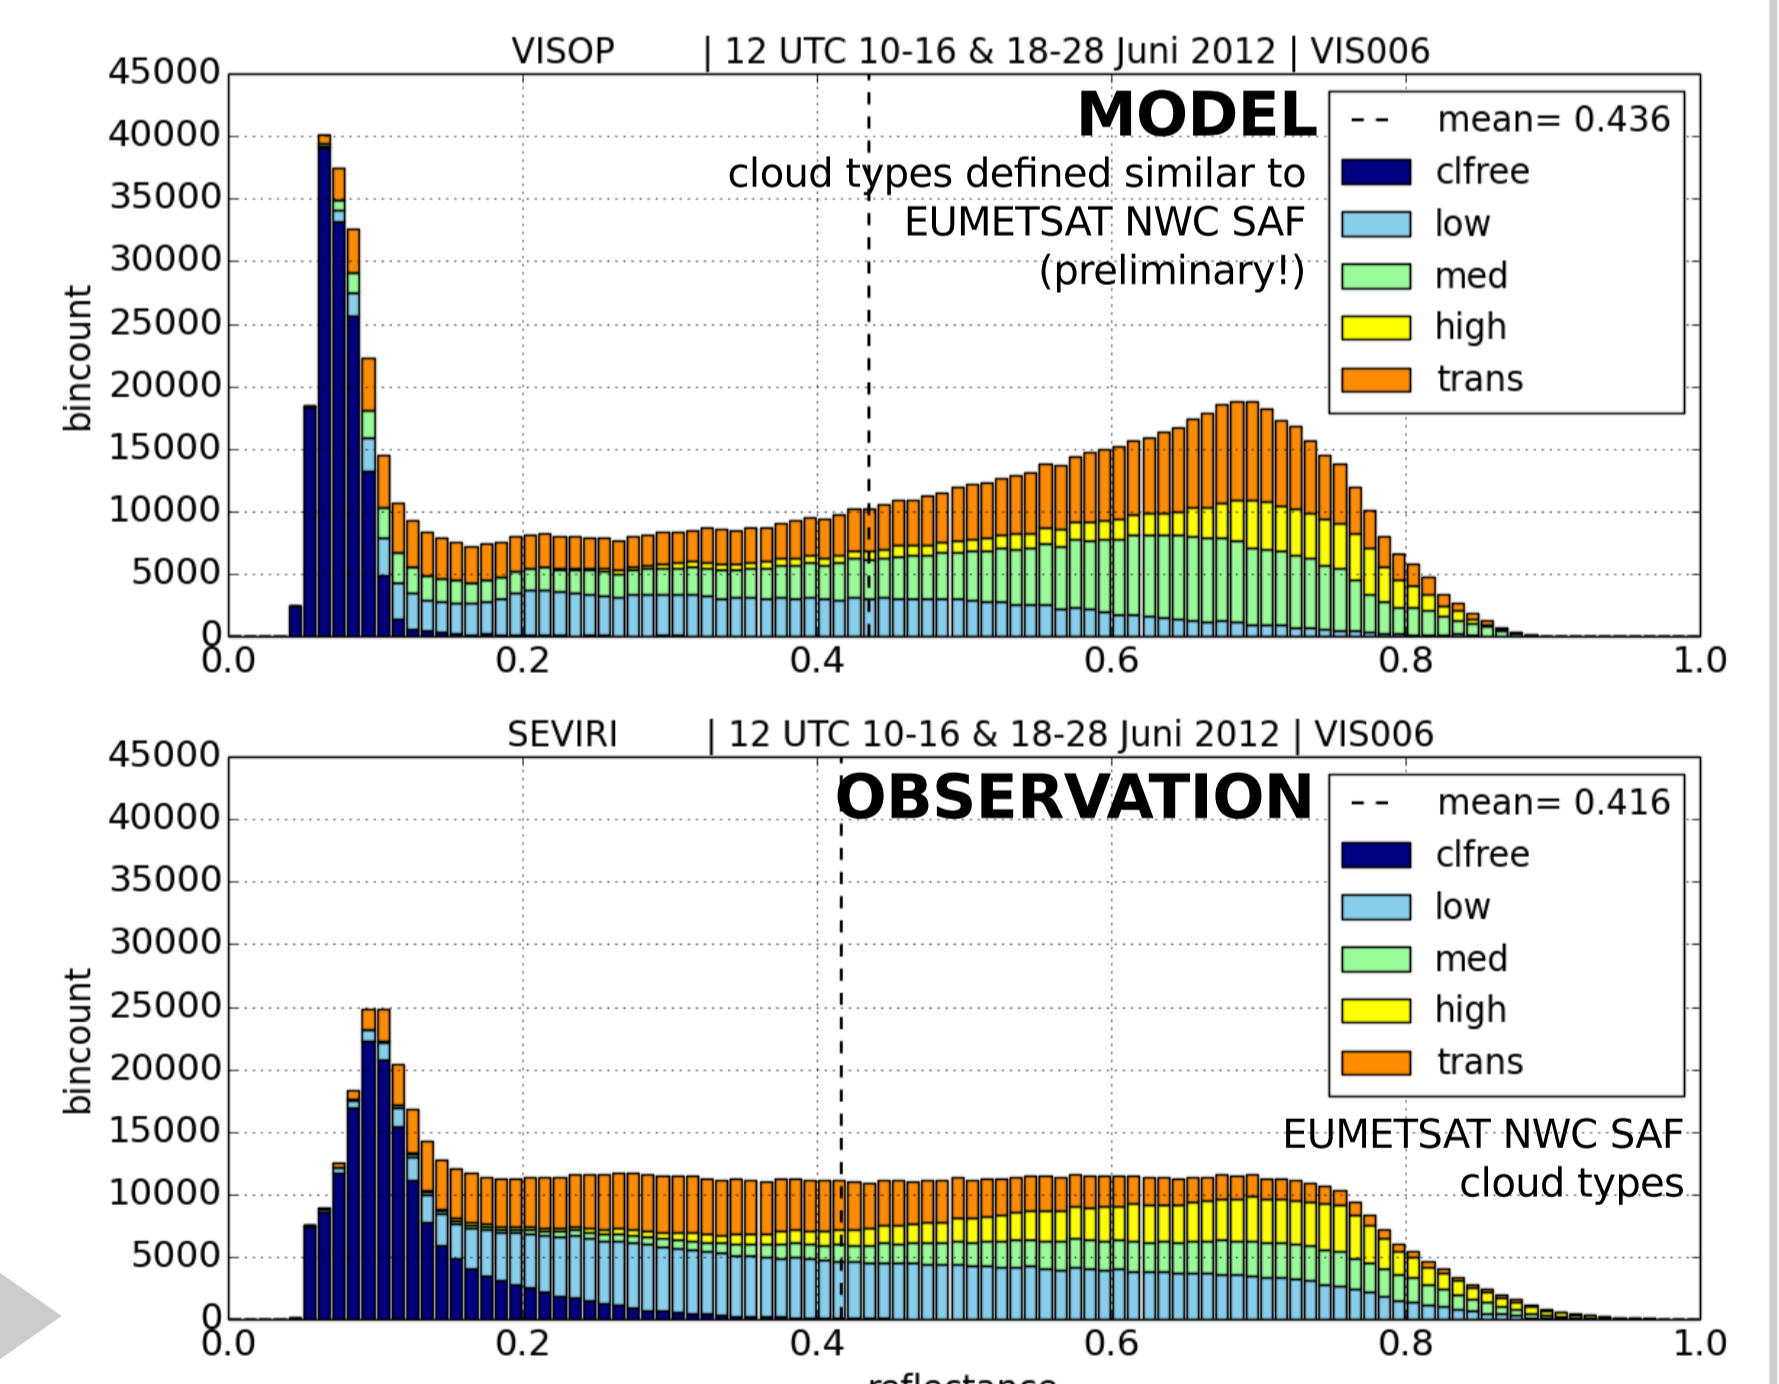 VISOP | 12 UTC 10-16 & 18-28 Juni 2012 | VIS006
45000
40000
35000
30000
25000
20000
15000
10000
5000
0
bincount
MODEL
cloud types defined similar to
EUMETSAT NWC SAF
(preliminary!)
mean= 0.436
clfree
low
med
high
trans
0.0 0.2 0.4 0.6 0.8 1.0
SEVIRI | 12 UTC 10-16 & 18-28 Juni 2012 | VIS006
45000
40000
35000
30000
25000
20000
15000
10000
5000
0
bincount
OBSERVATION
mean= 0.416
clfree
low
med
high
trans
EUMETSAT NWC SAF
cloud types
0.0 0.2 0.4 0.6 0.8 1.0
reflectance